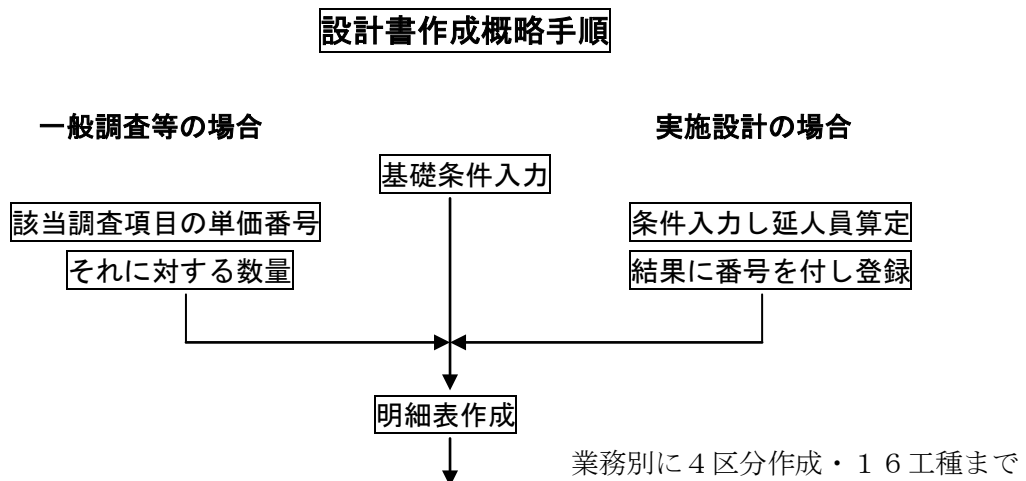 設計書作成概略手順
一般調査等の場合
実施設計の場合
基礎条件入力
該当調査項目の単価番号
それに対する数量
条件入力し延人員算定
結果に番号を付し登録
明細表作成
業務別に４区分作成・１６工種まで